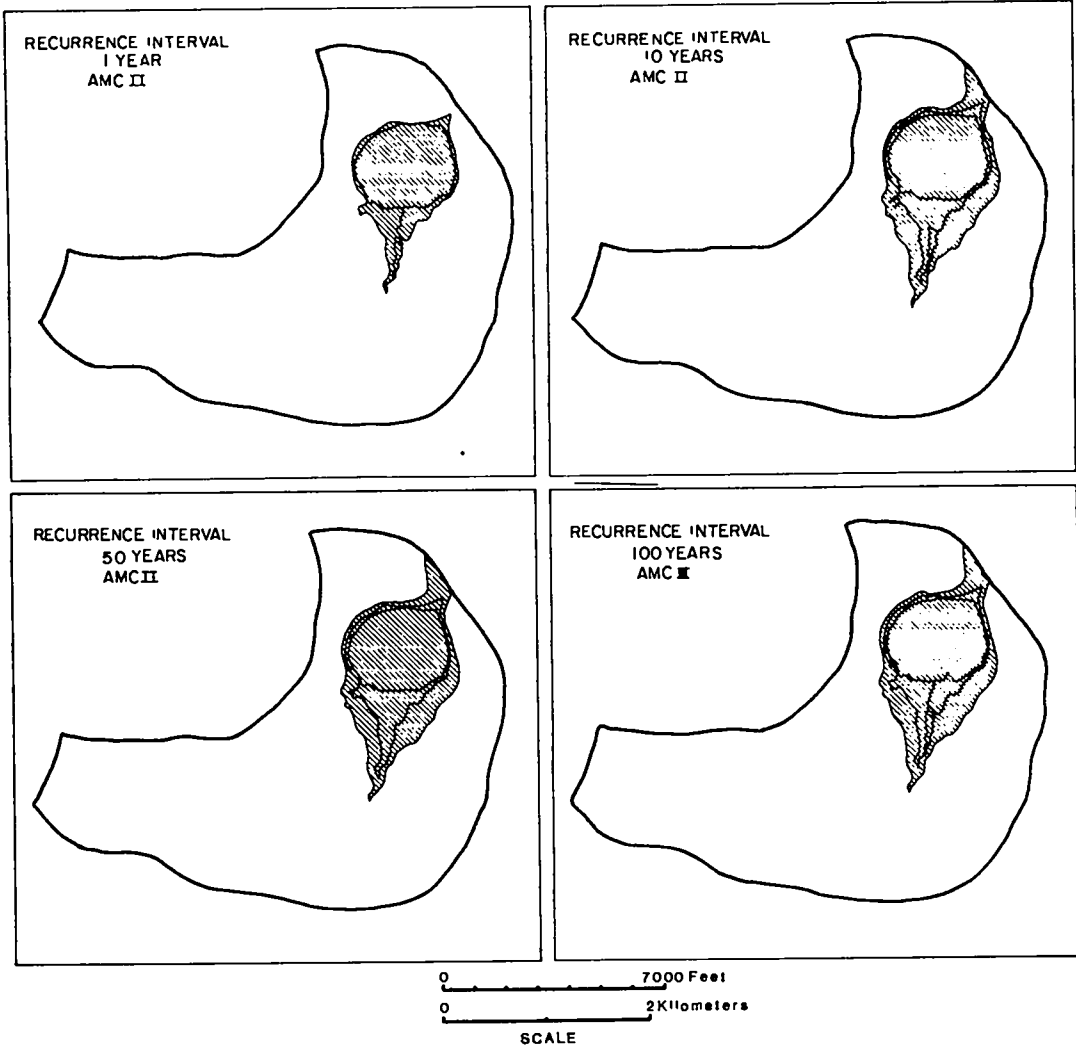 RECURRENCE INTERVAL
1 YEAR
AMC II
RECURRENCE INTERVAL
10 YEARS
AMC II
RECURRENCE INTERVAL
50 YEARS
AMC II
RECURRENCE INTERVAL
100 YEARS
AMC III
0 7000 Feet
0 2 Kilometers
SCALE